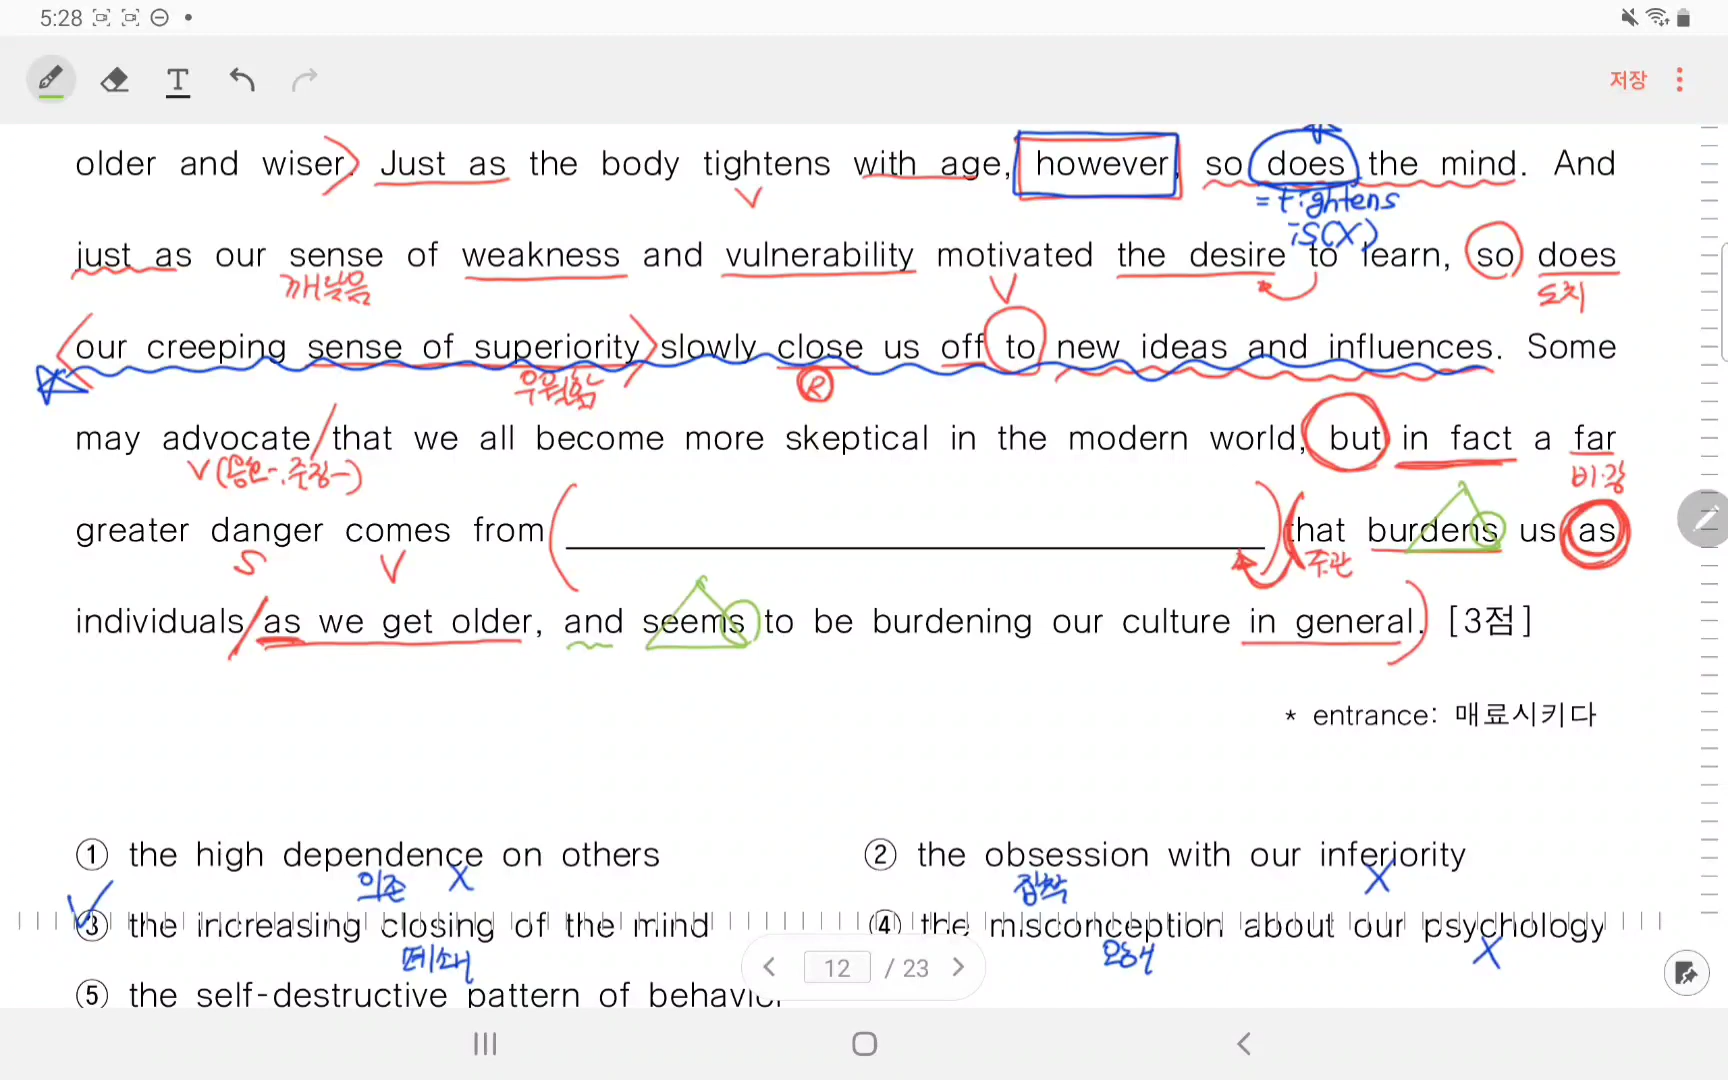 5:28
저장
older and wiser. Just as the body tightens with age, however, so does the mind. And
= tightens
is(X)
V
just as our sense of weakness and vulnerability motivated the desire to learn, so does
깨달음
V
도치
our creeping sense of superiority slowly close us off to new ideas and influences. Some
우월함
R
may advocate that we all become more skeptical in the modern world, but in fact a far
비.강
greater danger comes from ____________ that burdens us as
S
V
주.관
individuals as we get older, and seems to be burdening our culture in general. [3점]
* entrance: 매료시키다
① the high dependence on others ② the obsession with our inferiority
의존 X 집착 X
③ the increasing closing of the mind ④ the misconception about our psychology
폐쇄 오해 X
12 / 23
⑤ the self-destructive pattern of behavior